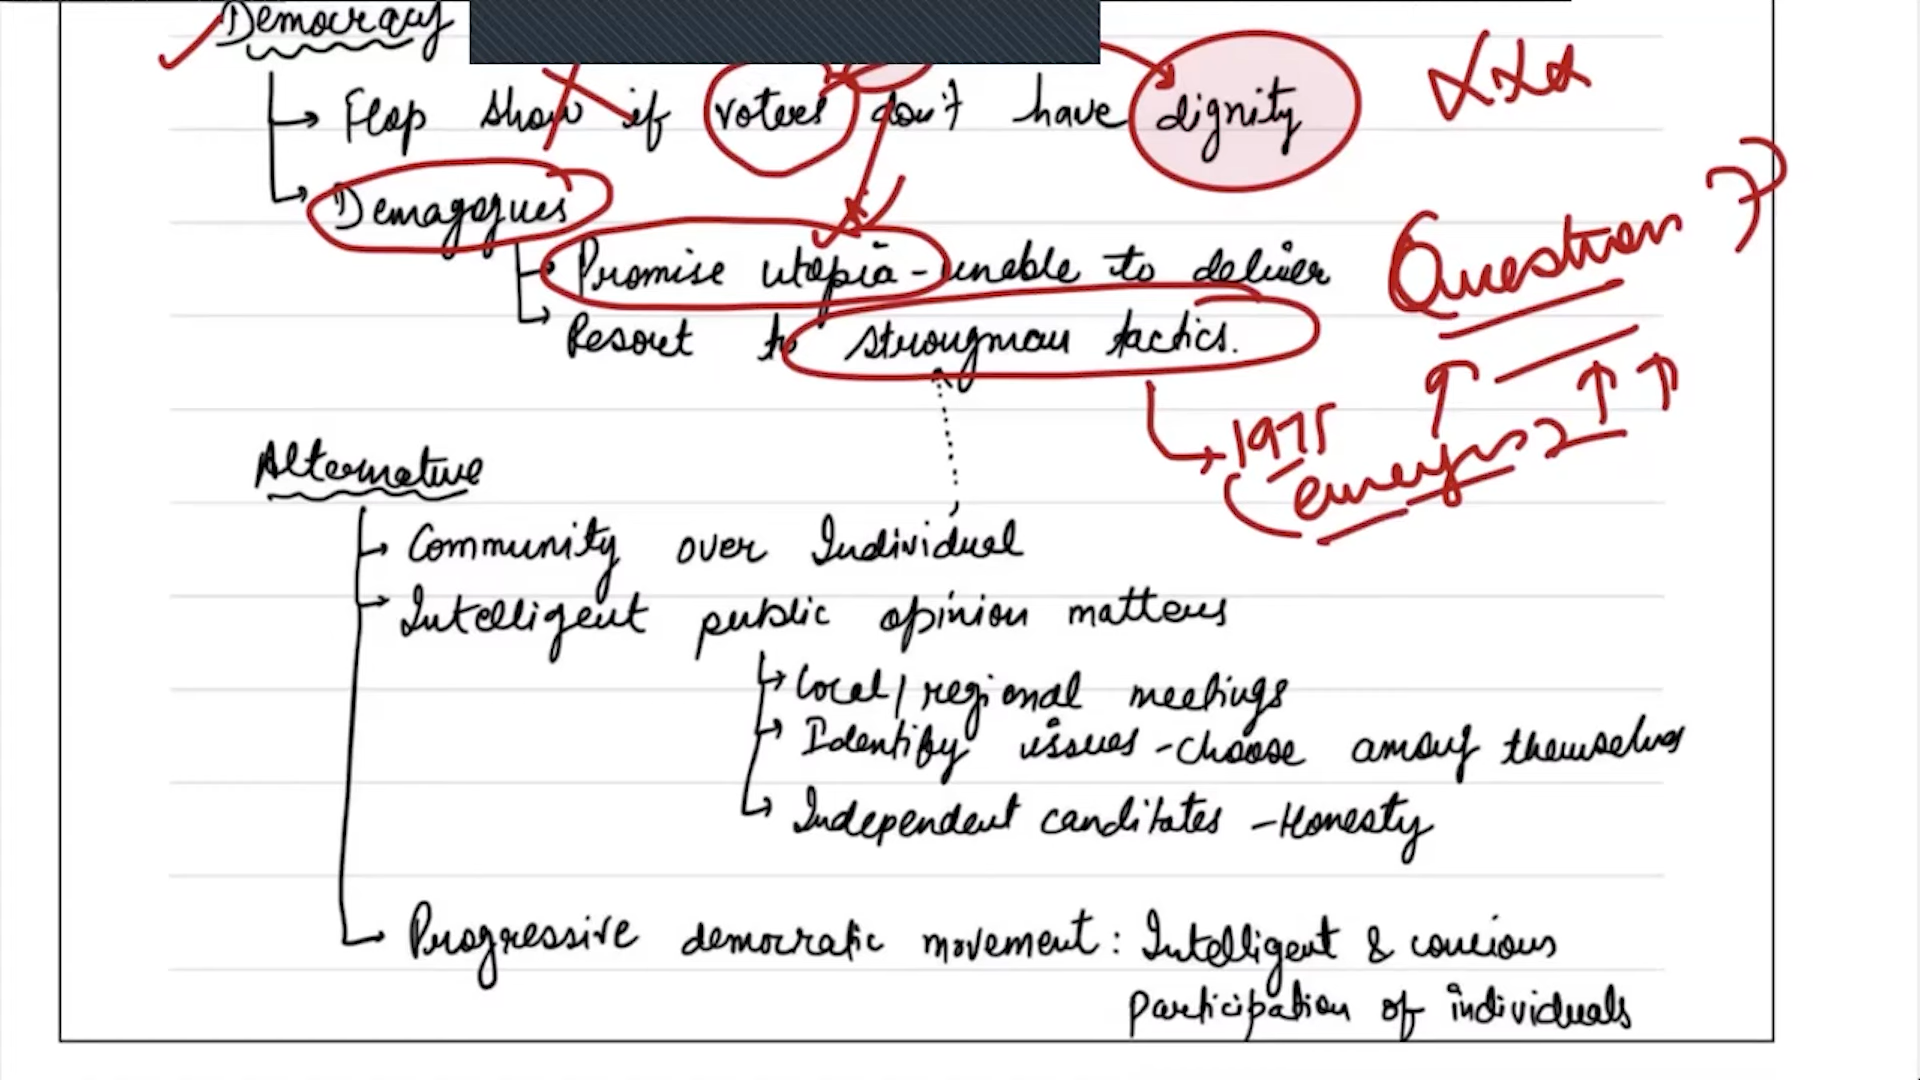 Democracy
Flop show if voters don't have dignity
Demagogues
Promise utopia - unable to deliver
Question ?
Resort to strongman tactics.
1975
Alternative
Community over Individual
Intelligent public opinion matters
Local / regional meetings
Identify issues - choose among themselves
Independent candidates - Honesty
Progressive democratic movement : Intelligent & concious
participation of individuals